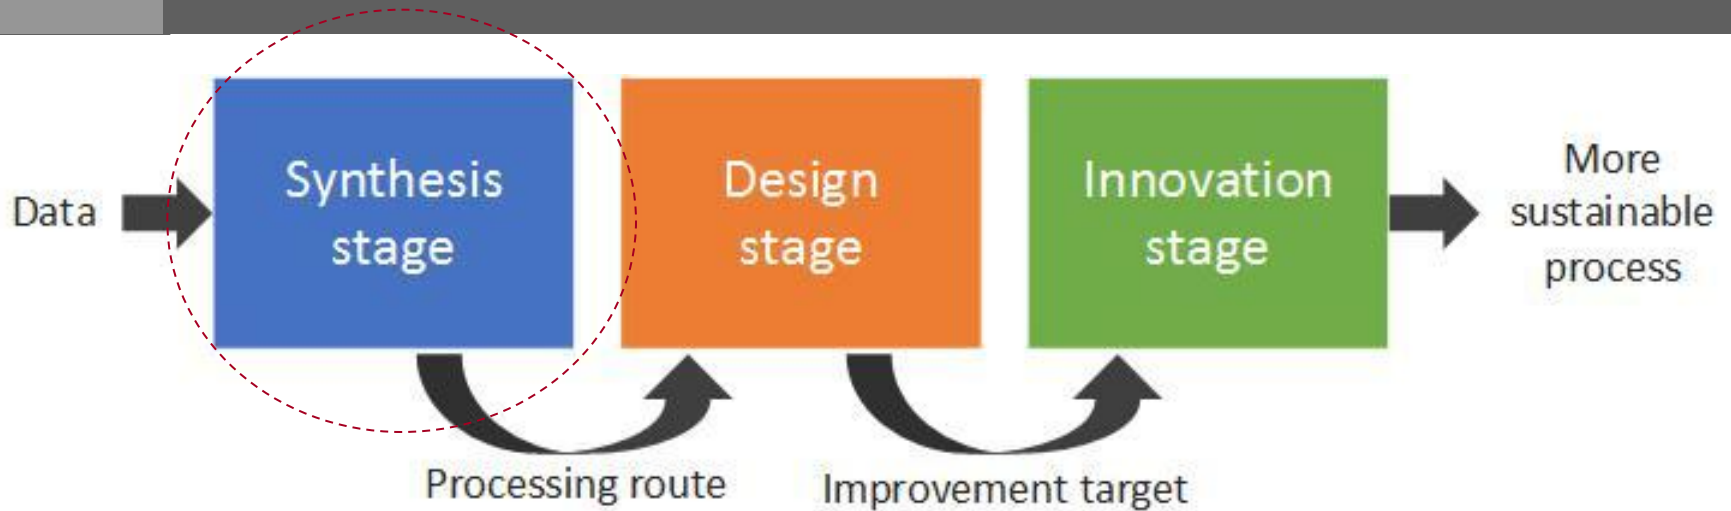 Data
Synthesis
stage
Design
stage
Innovation
stage
More
sustainable
process
Processing route
Improvement target